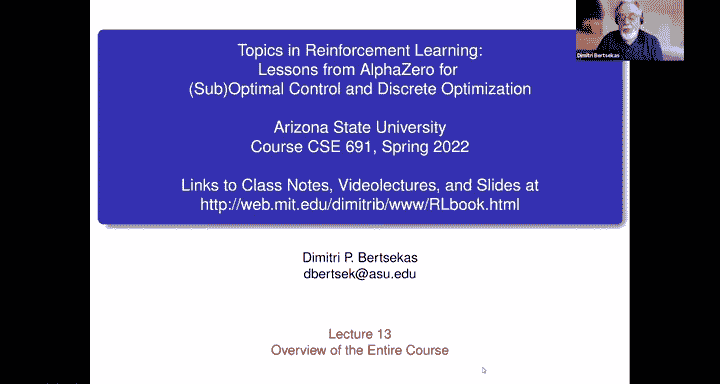 Topics in Reinforcement Learning:
Lessons from AlphaZero for
(Sub)Optimal Control and Discrete Optimization
Arizona State University
Course CSE 691, Spring 2022
Links to Class Notes, Videolectures, and Slides at
http://web.mit.edu/dimitrib/www/RLbook.html
Dimitri P. Bertsekas
dbertsek@asu.edu
Lecture 13
Overview of the Entire Course
Dimitri Bertsekas